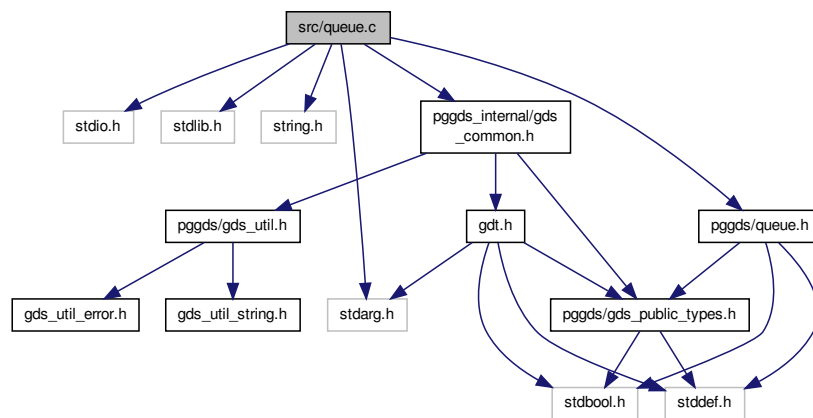 src/queue.c
stdio.h
stdlib.h
string.h
pggds_internal/gds
_common.h
pggds/gds_util.h
gdt.h
pggds/queue.h
gds_util_error.h
gds_util_string.h
stdarg.h
pggds/gds_public_types.h
stdbool.h
stddef.h